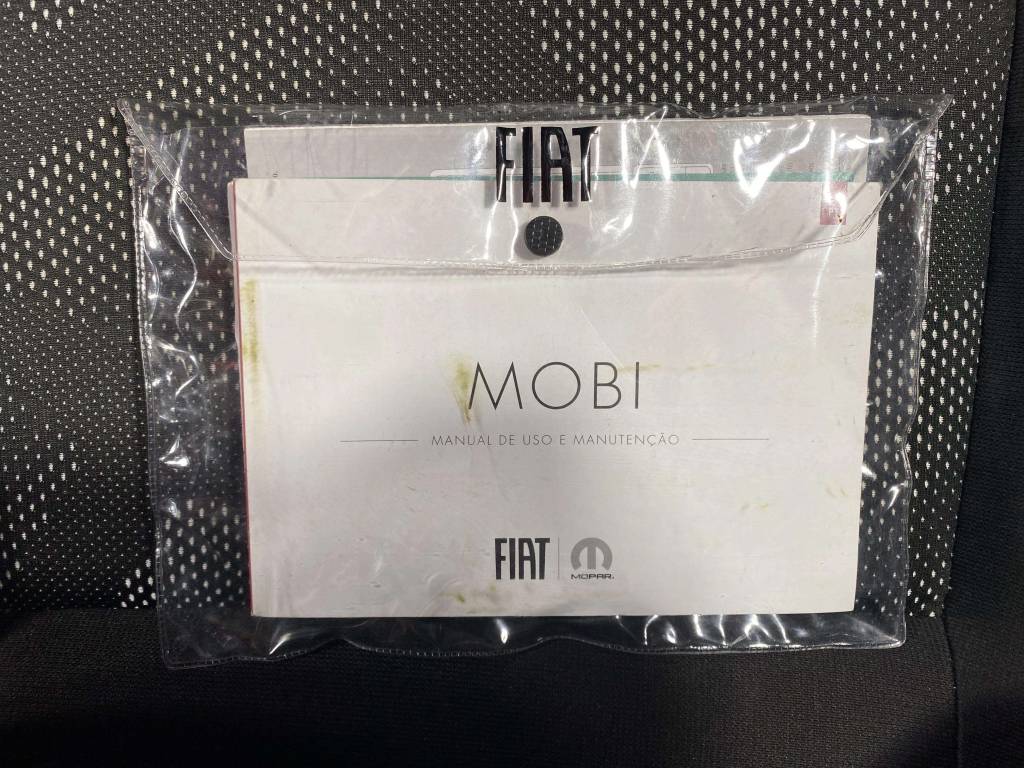 FIAT
MOBI
MANUAL DE USO E MANUTENÇÃO
FIAT
MOPAR.